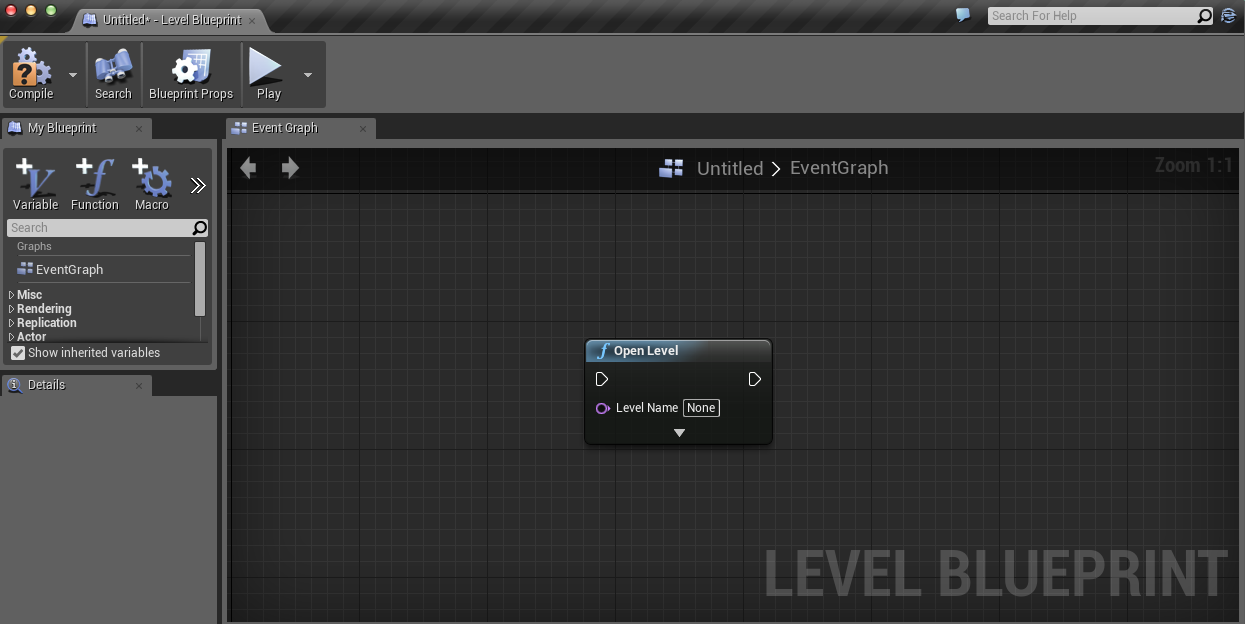 Untitled* - Level Blueprint
Search For Help
Compile
Search
Blueprint Props
Play
My Blueprint
Event Graph
Variable
Function
Macro
Search
Graphs
EventGraph
Misc
Rendering
Replication
Actor
Show inherited variables
Details
Untitled > EventGraph
Zoom 1:1
f Open Level
Level Name None
LEVEL BLUEPRINT